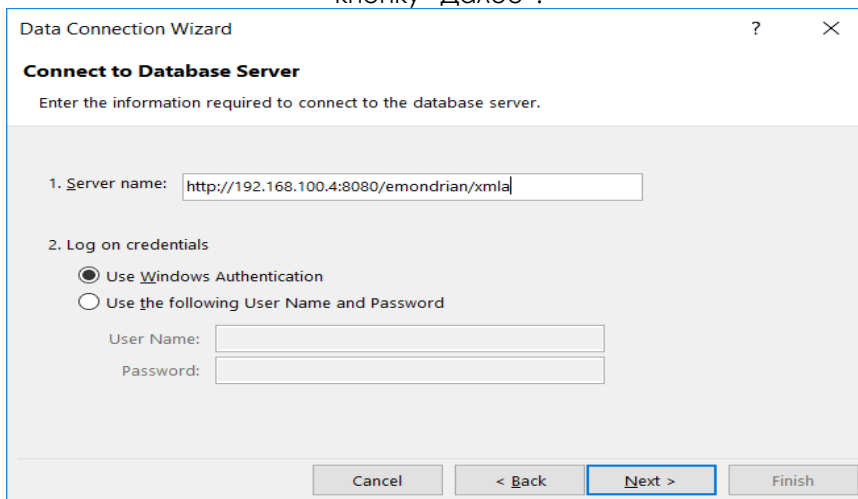 кнопку "Далее".
Data Connection Wizard ? ×
Connect to Database Server
Enter the information required to connect to the database server.
1. Server name: http://192.168.100.4:8080/emondrian/xmla
2. Log on credentials
Use Windows Authentication
Use the following User Name and Password
User Name:
Password:
Cancel < Back Next > Finish